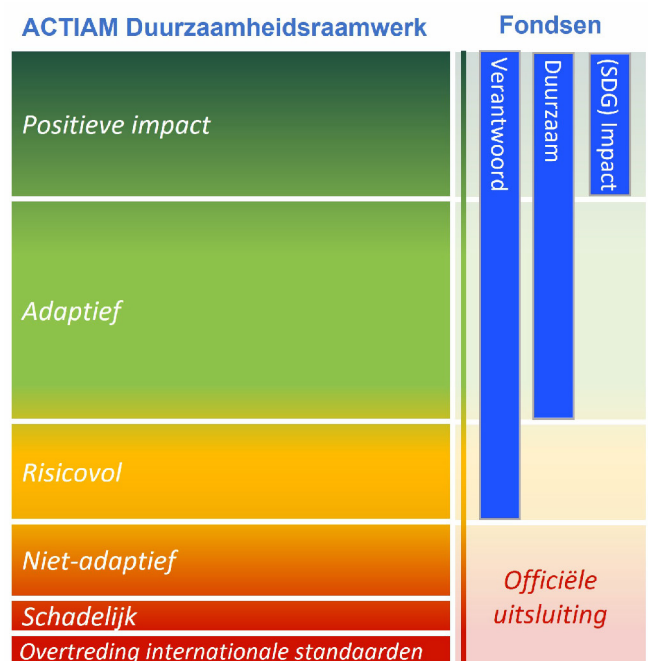 ACTIAM Duurzaamheidsraamwerk
Fondsen
Positieve impact
Verantwoord
Duurzaam
(SDG) Impact
Adaptief
Risicovol
Niet-adaptief
Officiële
uitsluiting
Schadelijk
Overtreding internationale standaarden